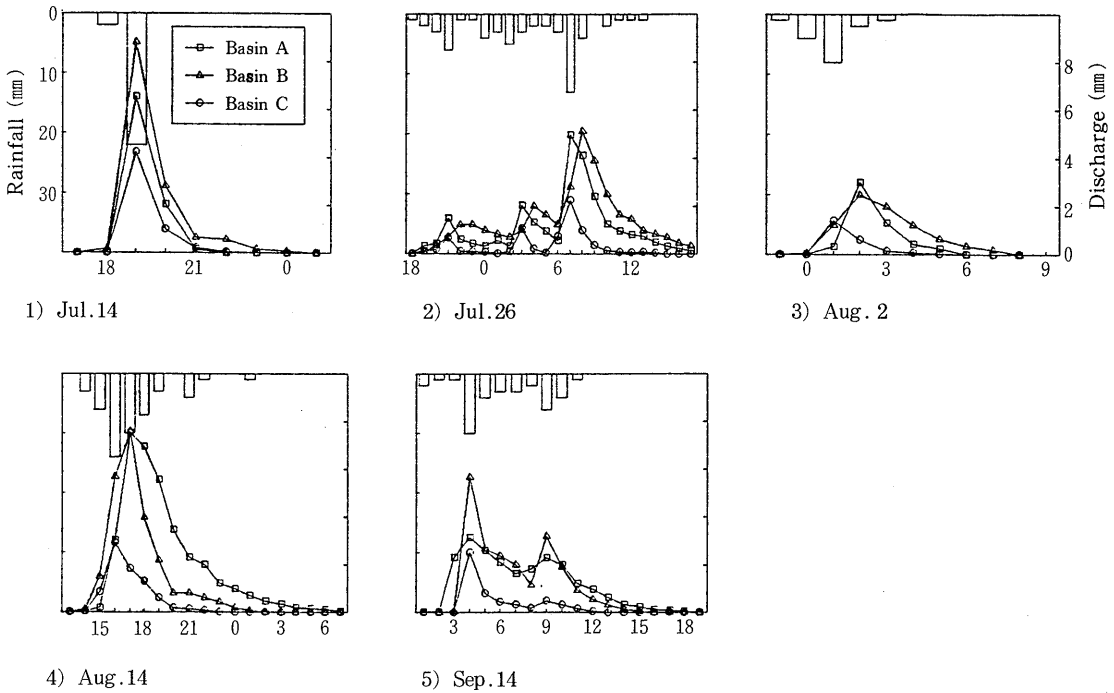 0
10
20
30
Rainfall (mm)
Basin A
Basin B
Basin C
18 21 0
1) Jul.14
18 0 6 12
2) Jul.26
8
6
4
2
0
Discharge (mm)
0 3 6 9
3) Aug. 2
15 18 21 0 3 6
4) Aug.14
3 6 9 12 15 18
5) Sep.14